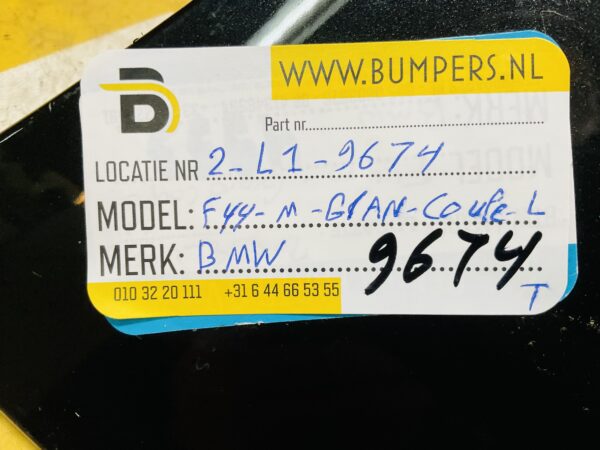 WWW.BUMPERS.NL
B
Part nr.
LOCATIE NR 2-L1-9674
MODEL: F44-M-GRAN-COUPE-L
MERK: BMW
9674
010 32 20 111 +31 6 44 66 53 55
T